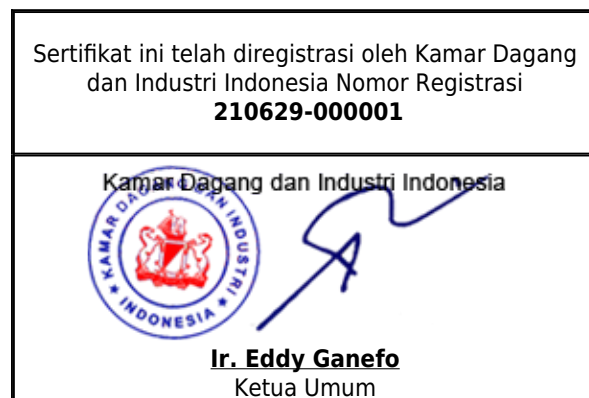 Sertifikat ini telah diregistrasi oleh Kamar Dagang
dan Industri Indonesia Nomor Registrasi
210629-000001
Kamar Dagang dan Industri Indonesia
KAMAR DAGANG DAN INDUSTRI
INDONESIA
Ir. Eddy Ganefo
Ketua Umum